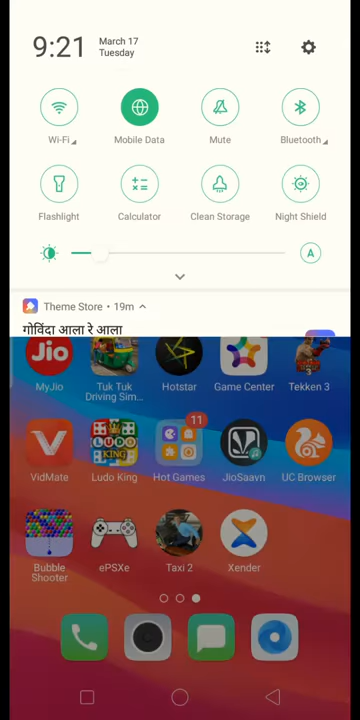 9:21
March 17
Tuesday
Wi-Fi
Mobile Data
Mute
Bluetooth
Flashlight
Calculator
Clean Storage
Night Shield
A
Theme Store • 19m
गोविंदा आला रे आला
Jio
MyJio
Tuk Tuk
Driving Sim...
Hotstar
Game Center
Tekken 3
11
VidMate
LUDO
KING
Ludo King
Hot Games
JioSaavn
UC Browser
Bubble
Shooter
ePSXe
Taxi 2
Xender